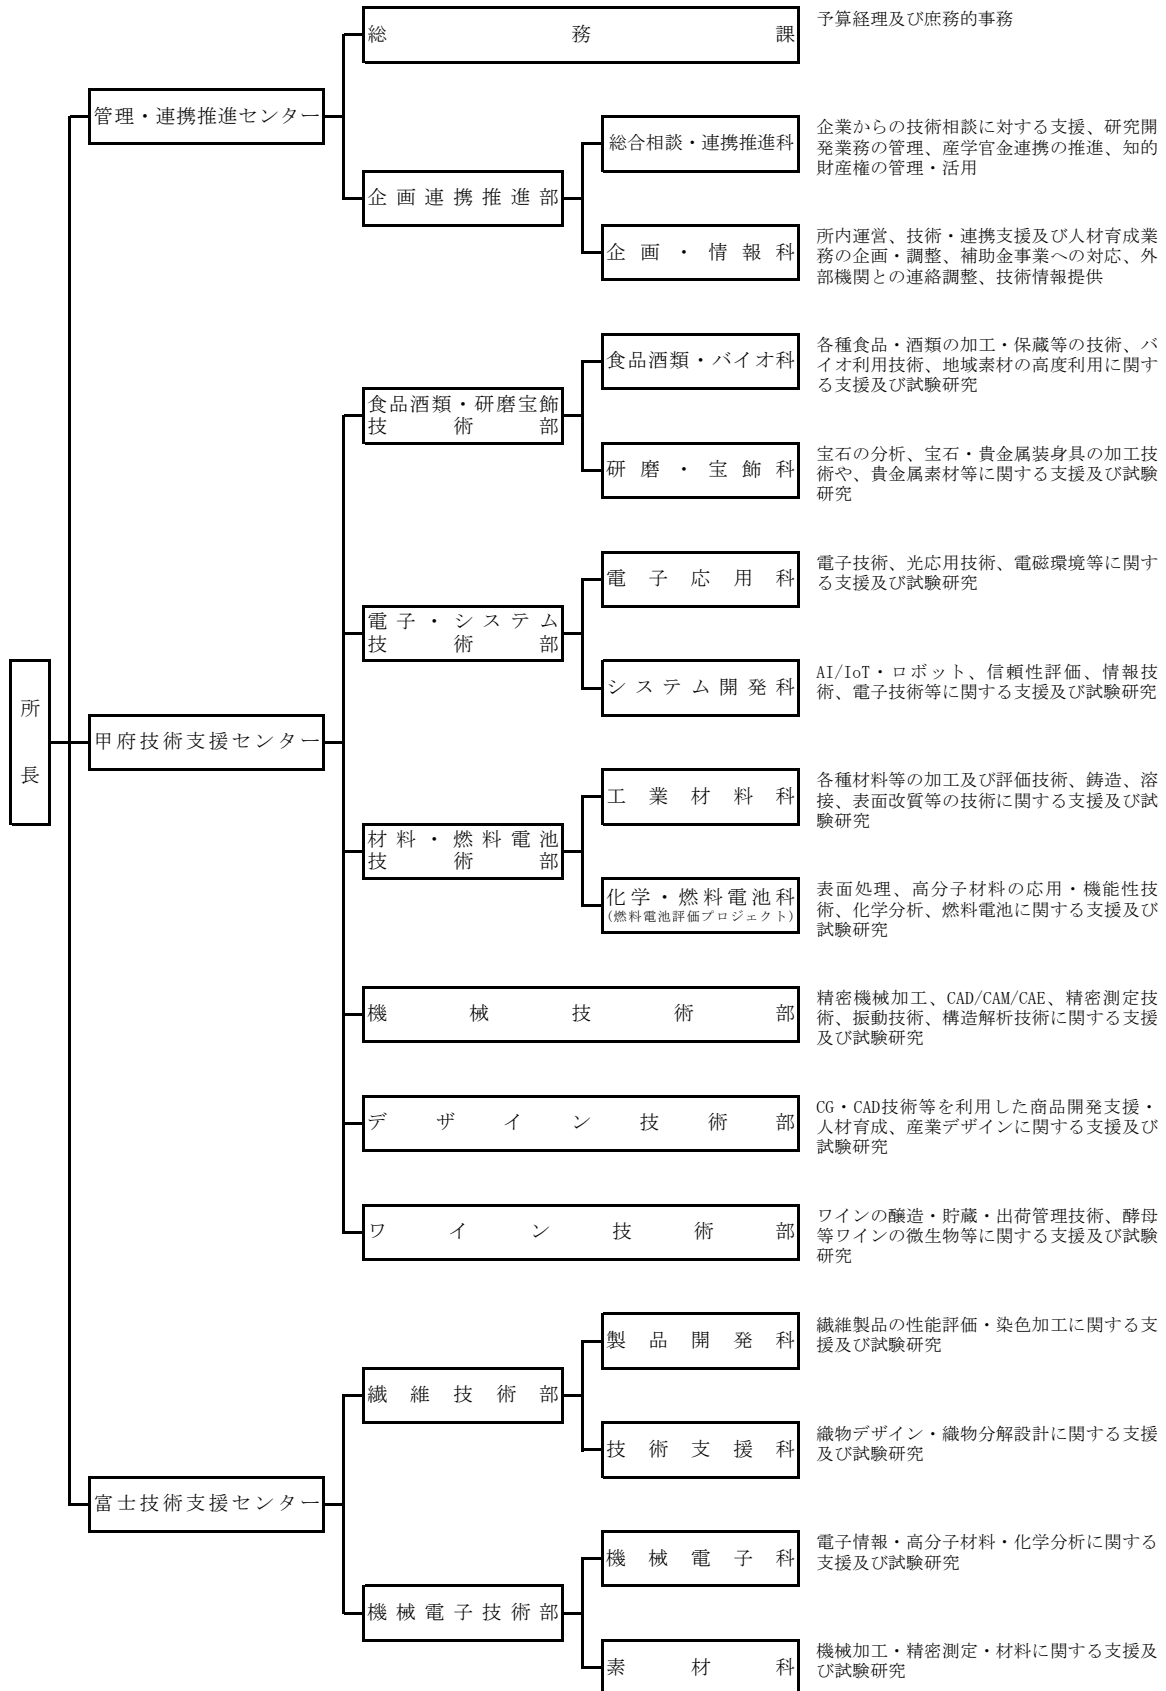 総務課
予算経理及び庶務的事務
管理・連携推進センター
総合相談・連携推進科
企業からの技術相談に対する支援、研究開
発業務の管理、産学官金連携の推進、知的
財産権の管理・活用
企画連携推進部
企画・情報科
所内運営、技術・連携支援及び人材育成業
務の企画・調整、補助金事業への対応、外
部機関との連絡調整、技術情報提供
食品酒類・バイオ科
各種食品・酒類の加工・保蔵等の技術、バ
イオ利用技術、地域素材の高度利用に関す
る支援及び試験研究
食品酒類・研磨宝飾
技術部
研磨・宝飾科
宝石の分析、宝石・貴金属装身具の加工技
術や、貴金属素材等に関する支援及び試験
研究
電子応用科
電子技術、光応用技術、電磁環境等に関す
る支援及び試験研究
電子・システム
技術部
システム開発科
AI/IoT・ロボット、信頼性評価、情報技
術、電子技術等に関する支援及び試験研究
所長
甲府技術支援センター
工業材料科
各種材料等の加工及び評価技術、鋳造、溶
接、表面改質等の技術に関する支援及び試
験研究
材料・燃料電池
技術部
化学・燃料電池科
(燃料電池評価プロジェクト)
表面処理、高分子材料の応用・機能性技
術、化学分析、燃料電池に関する支援及び
試験研究
機械技術部
精密機械加工、CAD/CAM/CAE、精密測定技
術、振動技術、構造解析技術に関する支援
及び試験研究
デザイン技術部
CG・CAD技術等を利用した商品開発支援・
人材育成、産業デザインに関する支援及び
試験研究
ワイン技術部
ワインの醸造・貯蔵・出荷管理技術、酵母
等ワインの微生物等に関する支援及び試験
研究
製品開発科
繊維製品の性能評価・染色加工に関する支
援及び試験研究
繊維技術部
技術支援科
織物デザイン・織物分解設計に関する支援
及び試験研究
富士技術支援センター
機械電子科
電子情報・高分子材料・化学分析に関する
支援及び試験研究
機械電子技術部
素材科
機械加工・精密測定・材料に関する支援及
び試験研究